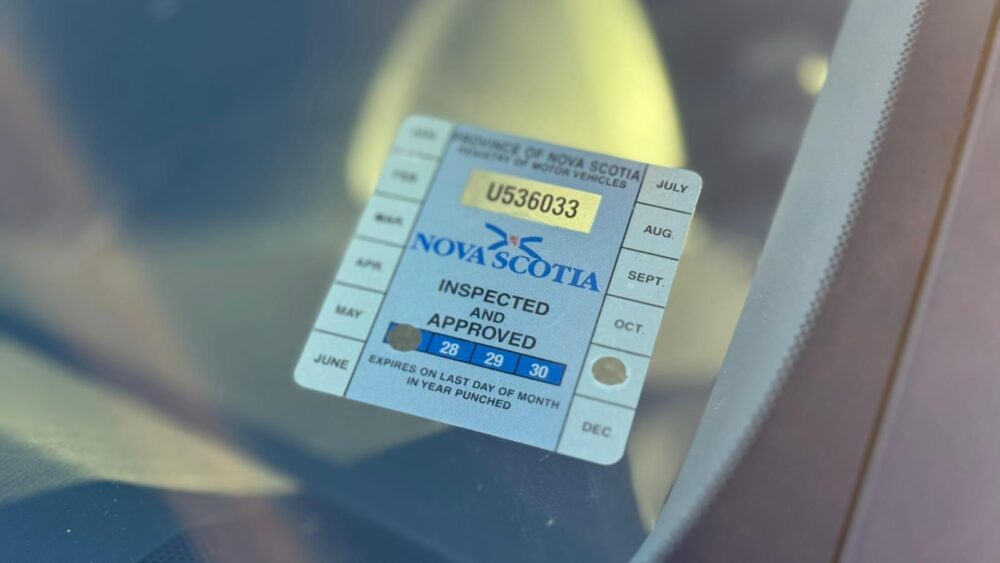 PROVINCE OF NOVA SCOTIA
REGISTRY OF MOTOR VEHICLES
U536033
NOVA SCOTIA
INSPECTED
AND
APPROVED
28 29 30
EXPIRES ON LAST DAY OF MONTH
IN YEAR PUNCHED
JAN.
FEB.
MAR.
APR.
MAY
JUNE
JULY
AUG.
SEPT.
OCT.
DEC.